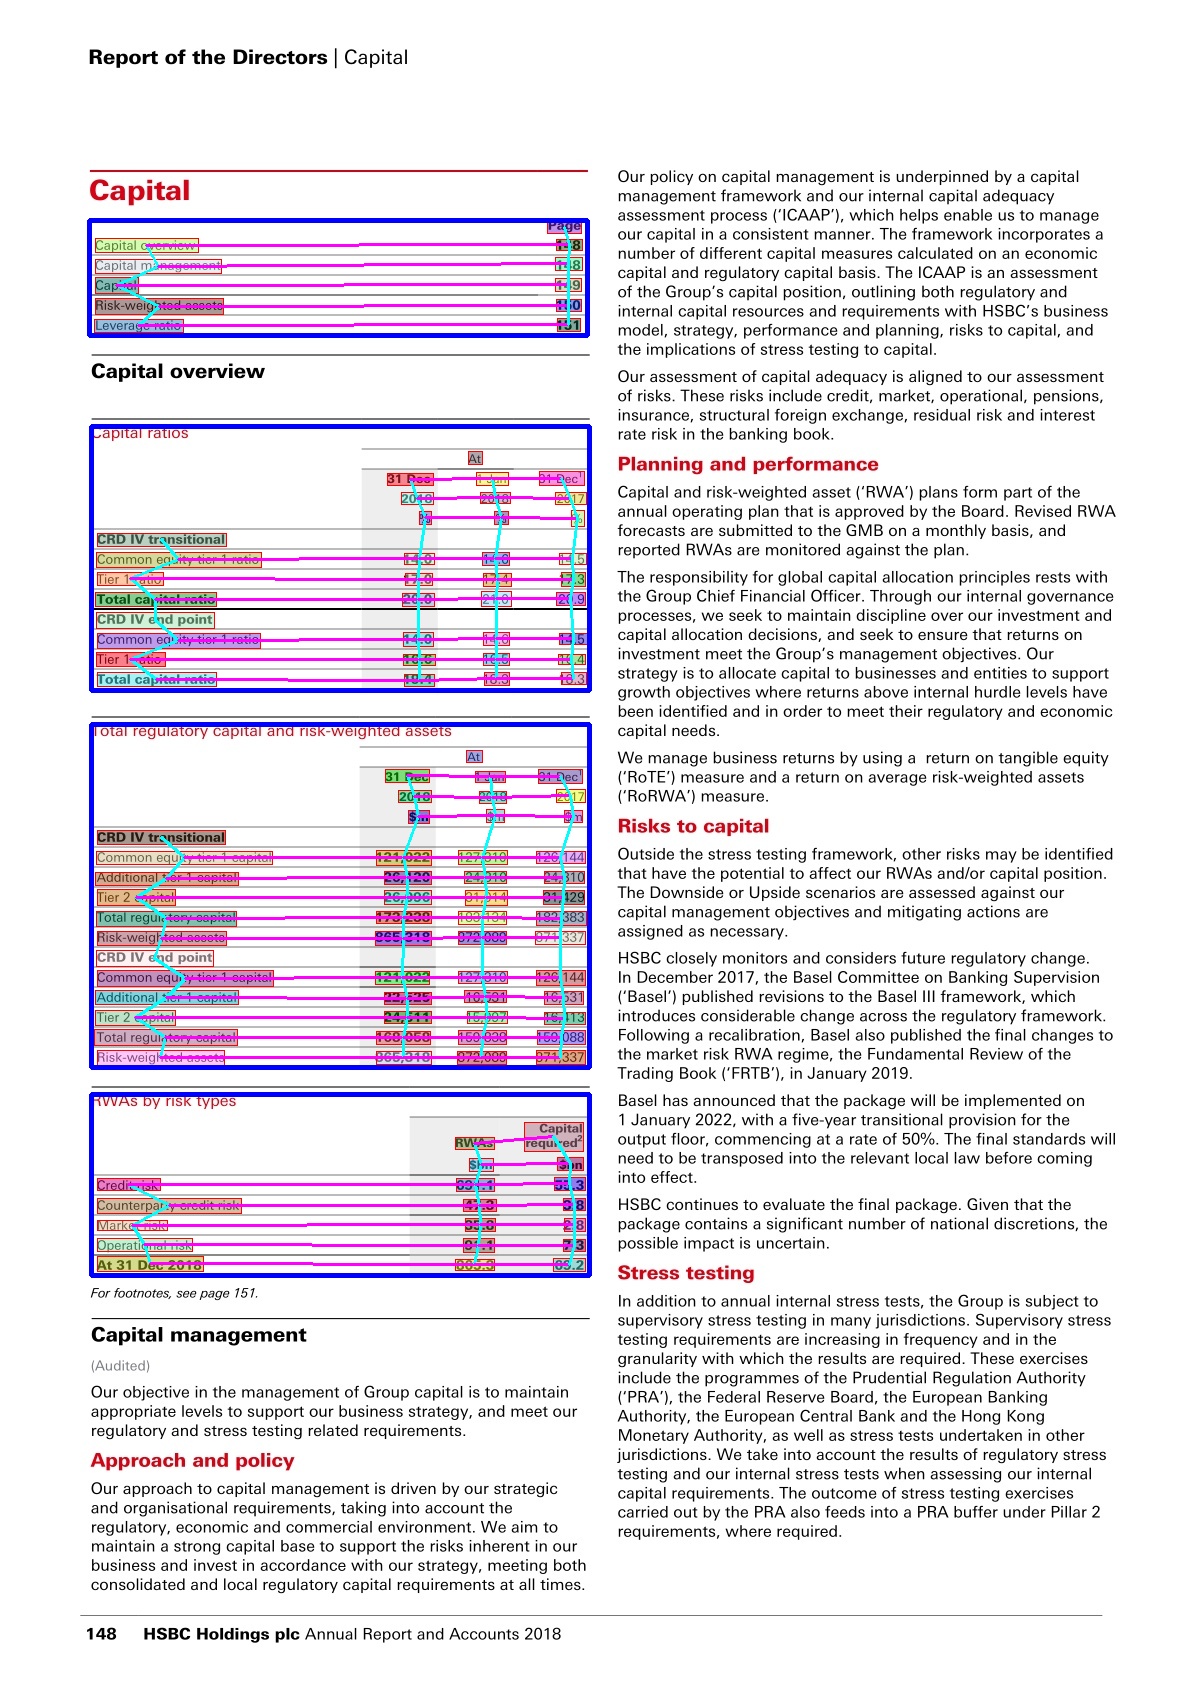 Report of the Directors | Capital
Capital
Page
Capital overview 148
Capital management 148
Capital 149
Risk-weighted assets 150
Leverage ratio 151
Capital overview
Capital ratios
At
31 Dec 1 Jan 31 Dec¹
2018 2018 2017
% % %
CRD IV transitional
Common equity tier 1 ratio 14.0 14.6 14.5
Tier 1 ratio 17.0 17.4 17.3
Total capital ratio 20.0 21.0 20.9
CRD IV end point
Common equity tier 1 ratio 14.0 14.6 14.5
Tier 1 ratio 16.6 16.5 16.4
Total capital ratio 19.4 18.3 18.3
Total regulatory capital and risk-weighted assets
At
31 Dec 1 Jan 31 Dec¹
2018 2018 2017
$m $m $m
CRD IV transitional
Common equity tier 1 capital 121,022 127,310 126,144
Additional tier 1 capital 26,120 24,810 24,810
Tier 2 capital 26,096 31,014 31,429
Total regulatory capital 173,238 183,134 182,383
Risk-weighted assets 865,318 872,089 871,337
CRD IV end point
Common equity tier 1 capital 121,022 127,310 126,144
Additional tier 1 capital 22,525 16,531 16,531
Tier 2 capital 24,511 15,997 16,413
Total regulatory capital 168,058 159,838 159,088
Risk-weighted assets 865,318 872,089 871,337
RWAs by risk types
Capital
RWAs required²
$bn $bn
Credit risk 691.1 55.3
Counterparty credit risk 47.3 3.8
Market risk 35.8 2.8
Operational risk 91.1 7.3
At 31 Dec 2018 865.3 69.2
For footnotes, see page 151.
Capital management
(Audited)
Our objective in the management of Group capital is to maintain
appropriate levels to support our business strategy, and meet our
regulatory and stress testing related requirements.
Approach and policy
Our approach to capital management is driven by our strategic
and organisational requirements, taking into account the
regulatory, economic and commercial environment. We aim to
maintain a strong capital base to support the risks inherent in our
business and invest in accordance with our strategy, meeting both
consolidated and local regulatory capital requirements at all times.
Our policy on capital management is underpinned by a capital
management framework and our internal capital adequacy
assessment process (‘ICAAP’), which helps enable us to manage
our capital in a consistent manner. The framework incorporates a
number of different capital measures calculated on an economic
capital and regulatory capital basis. The ICAAP is an assessment
of the Group’s capital position, outlining both regulatory and
internal capital resources and requirements with HSBC’s business
model, strategy, performance and planning, risks to capital, and
the implications of stress testing to capital.
Our assessment of capital adequacy is aligned to our assessment
of risks. These risks include credit, market, operational, pensions,
insurance, structural foreign exchange, residual risk and interest
rate risk in the banking book.
Planning and performance
Capital and risk-weighted asset (‘RWA’) plans form part of the
annual operating plan that is approved by the Board. Revised RWA
forecasts are submitted to the GMB on a monthly basis, and
reported RWAs are monitored against the plan.
The responsibility for global capital allocation principles rests with
the Group Chief Financial Officer. Through our internal governance
processes, we seek to maintain discipline over our investment and
capital allocation decisions, and seek to ensure that returns on
investment meet the Group’s management objectives. Our
strategy is to allocate capital to businesses and entities to support
growth objectives where returns above internal hurdle levels have
been identified and in order to meet their regulatory and economic
capital needs.
We manage business returns by using a return on tangible equity
(‘RoTE’) measure and a return on average risk-weighted assets
(‘RoRWA’) measure.
Risks to capital
Outside the stress testing framework, other risks may be identified
that have the potential to affect our RWAs and/or capital position.
The Downside or Upside scenarios are assessed against our
capital management objectives and mitigating actions are
assigned as necessary.
HSBC closely monitors and considers future regulatory change.
In December 2017, the Basel Committee on Banking Supervision
(‘Basel’) published revisions to the Basel III framework, which
introduces considerable change across the regulatory framework.
Following a recalibration, Basel also published the final changes to
the market risk RWA regime, the Fundamental Review of the
Trading Book (‘FRTB’), in January 2019.
Basel has announced that the package will be implemented on
1 January 2022, with a five-year transitional provision for the
output floor, commencing at a rate of 50%. The final standards will
need to be transposed into the relevant local law before coming
into effect.
HSBC continues to evaluate the final package. Given that the
package contains a significant number of national discretions, the
possible impact is uncertain.
Stress testing
In addition to annual internal stress tests, the Group is subject to
supervisory stress testing in many jurisdictions. Supervisory stress
testing requirements are increasing in frequency and in the
granularity with which the results are required. These exercises
include the programmes of the Prudential Regulation Authority
(‘PRA’), the Federal Reserve Board, the European Banking
Authority, the European Central Bank and the Hong Kong
Monetary Authority, as well as stress tests undertaken in other
jurisdictions. We take into account the results of regulatory stress
testing and our internal stress tests when assessing our internal
capital requirements. The outcome of stress testing exercises
carried out by the PRA also feeds into a PRA buffer under Pillar 2
requirements, where required.
148 HSBC Holdings plc Annual Report and Accounts 2018